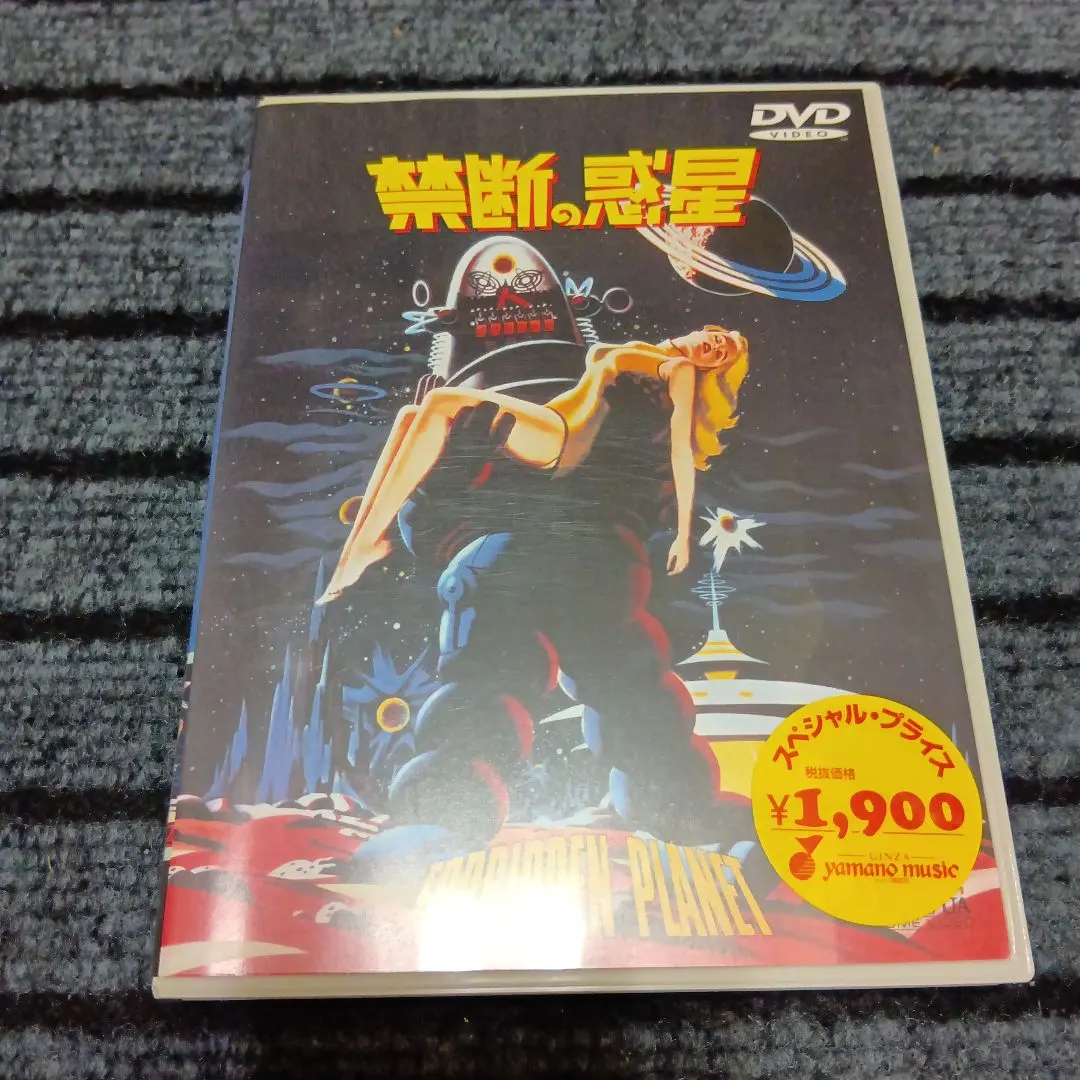 DVD
VIDEO
禁断の惑星
FORBIDDEN PLANET
スペシャル・プライス
税抜価格
¥1,900
GINZA
yamano music